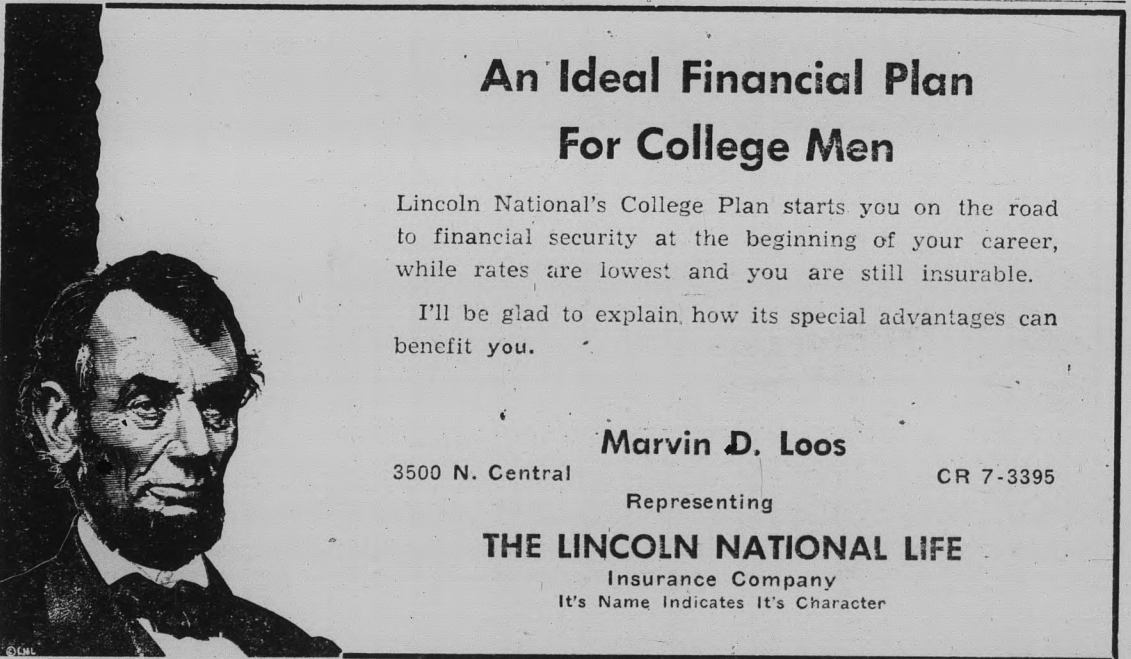 An Ideal Financial Plan
For College Men
Lincoln National's College Plan starts you on the road
to financial security at the beginning of your career,
while rates are lowest and you are still insurable.
I'll be glad to explain how its special advantages can
benefit you.
Marvin D. Loos
3500 N. Central CR 7-3395
Representing
THE LINCOLN NATIONAL LIFE
Insurance Company
It's Name Indicates It's Character
©LNL